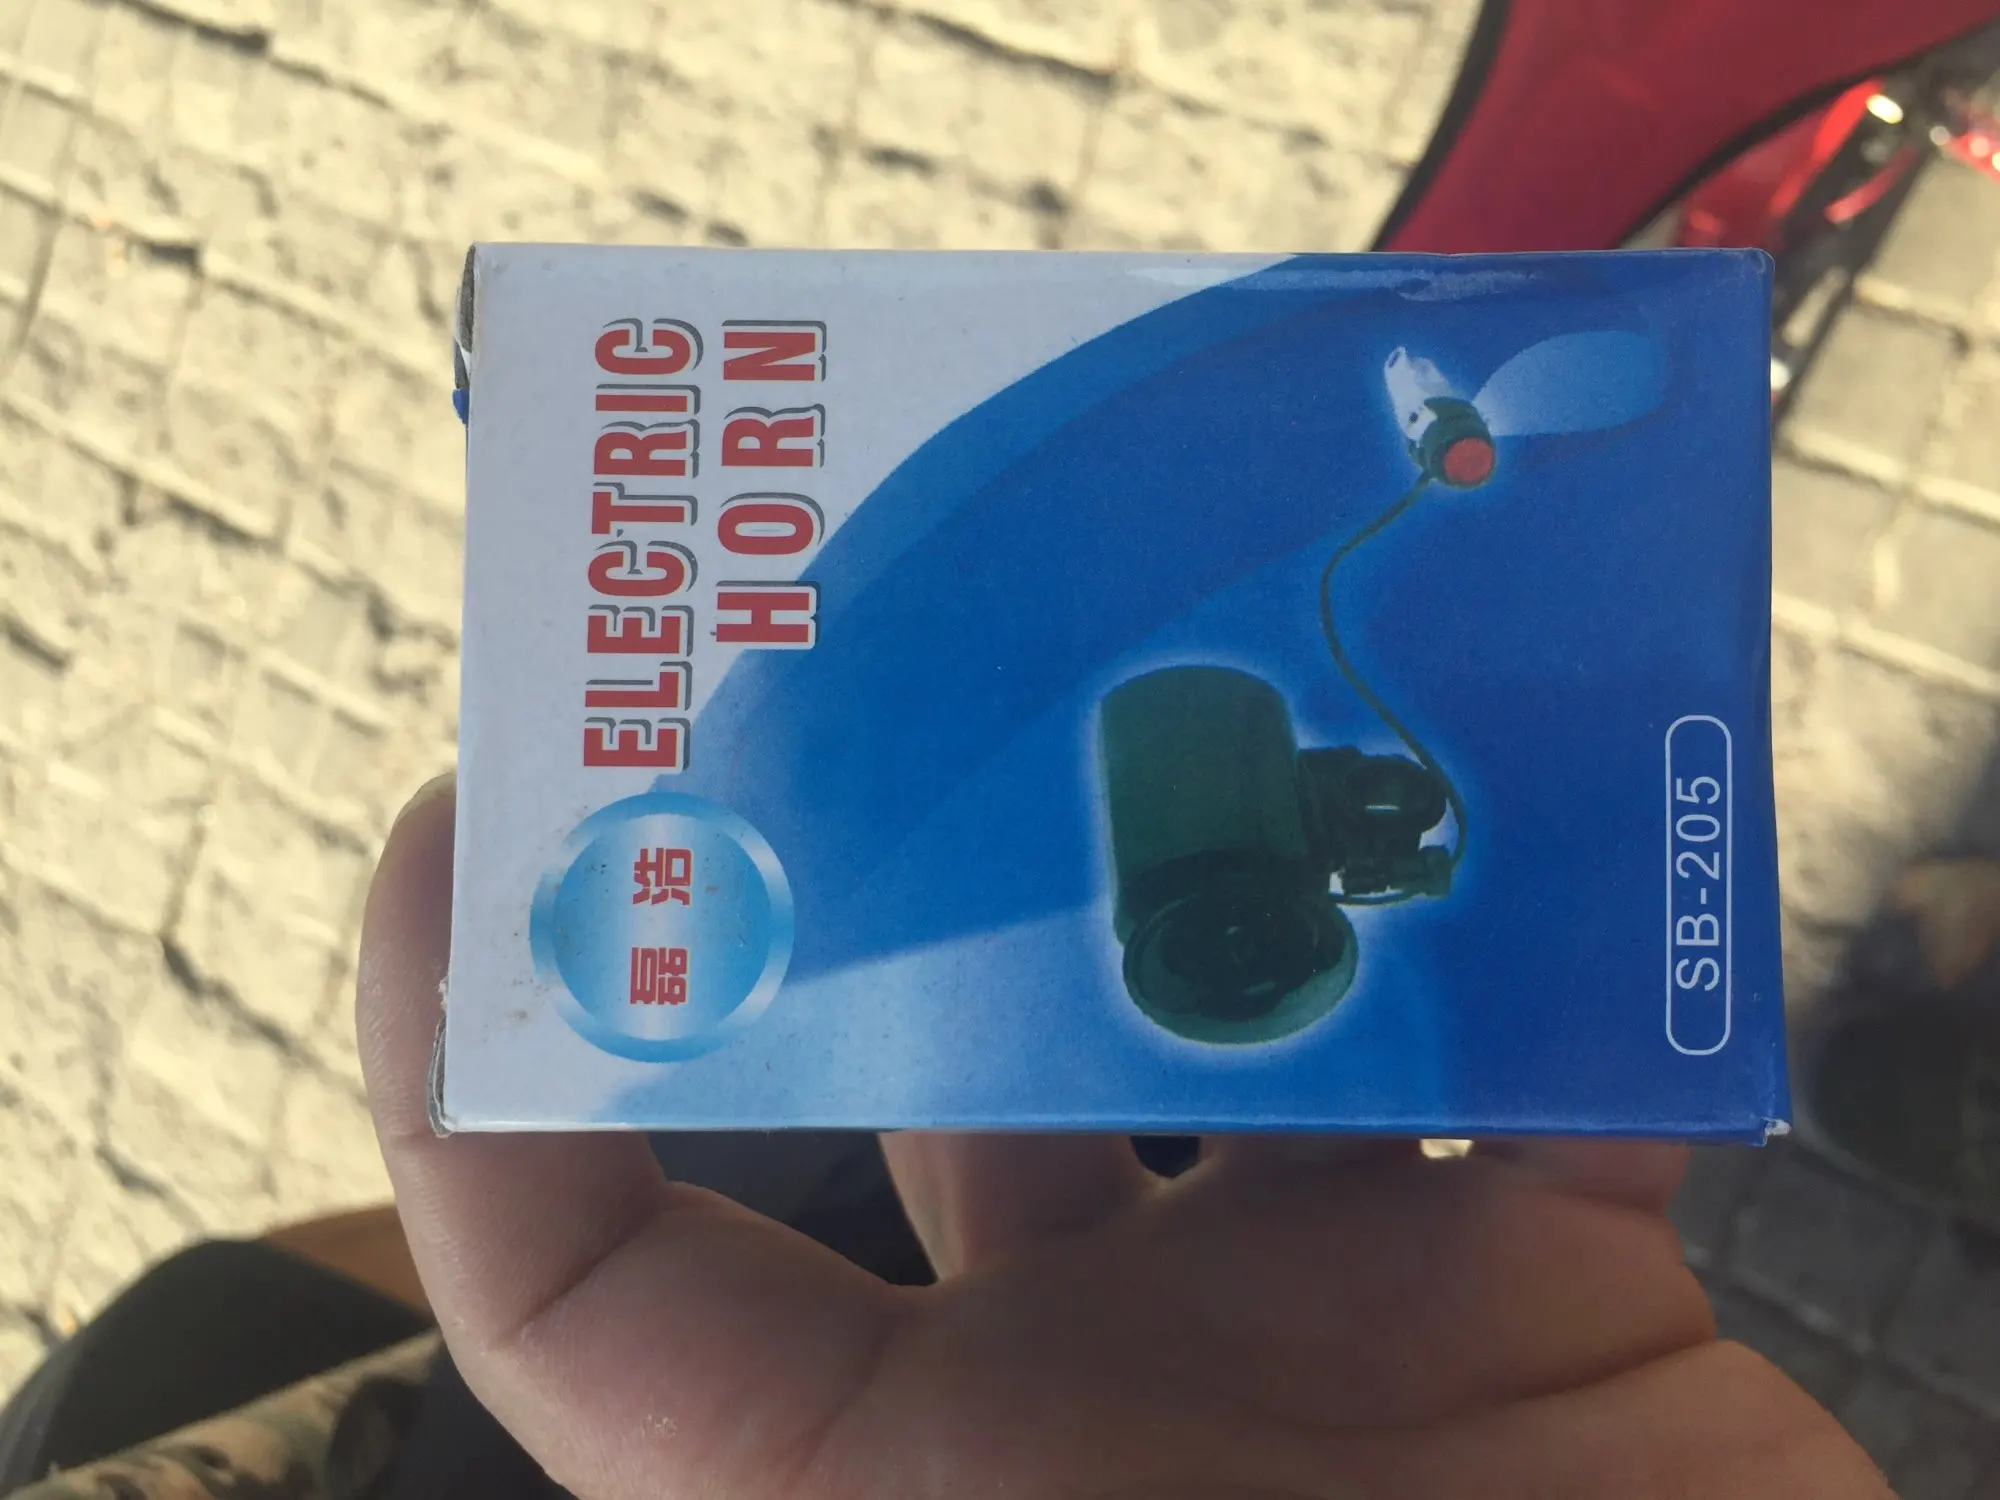 磊浩
ELECTRIC
HORN
SB-205